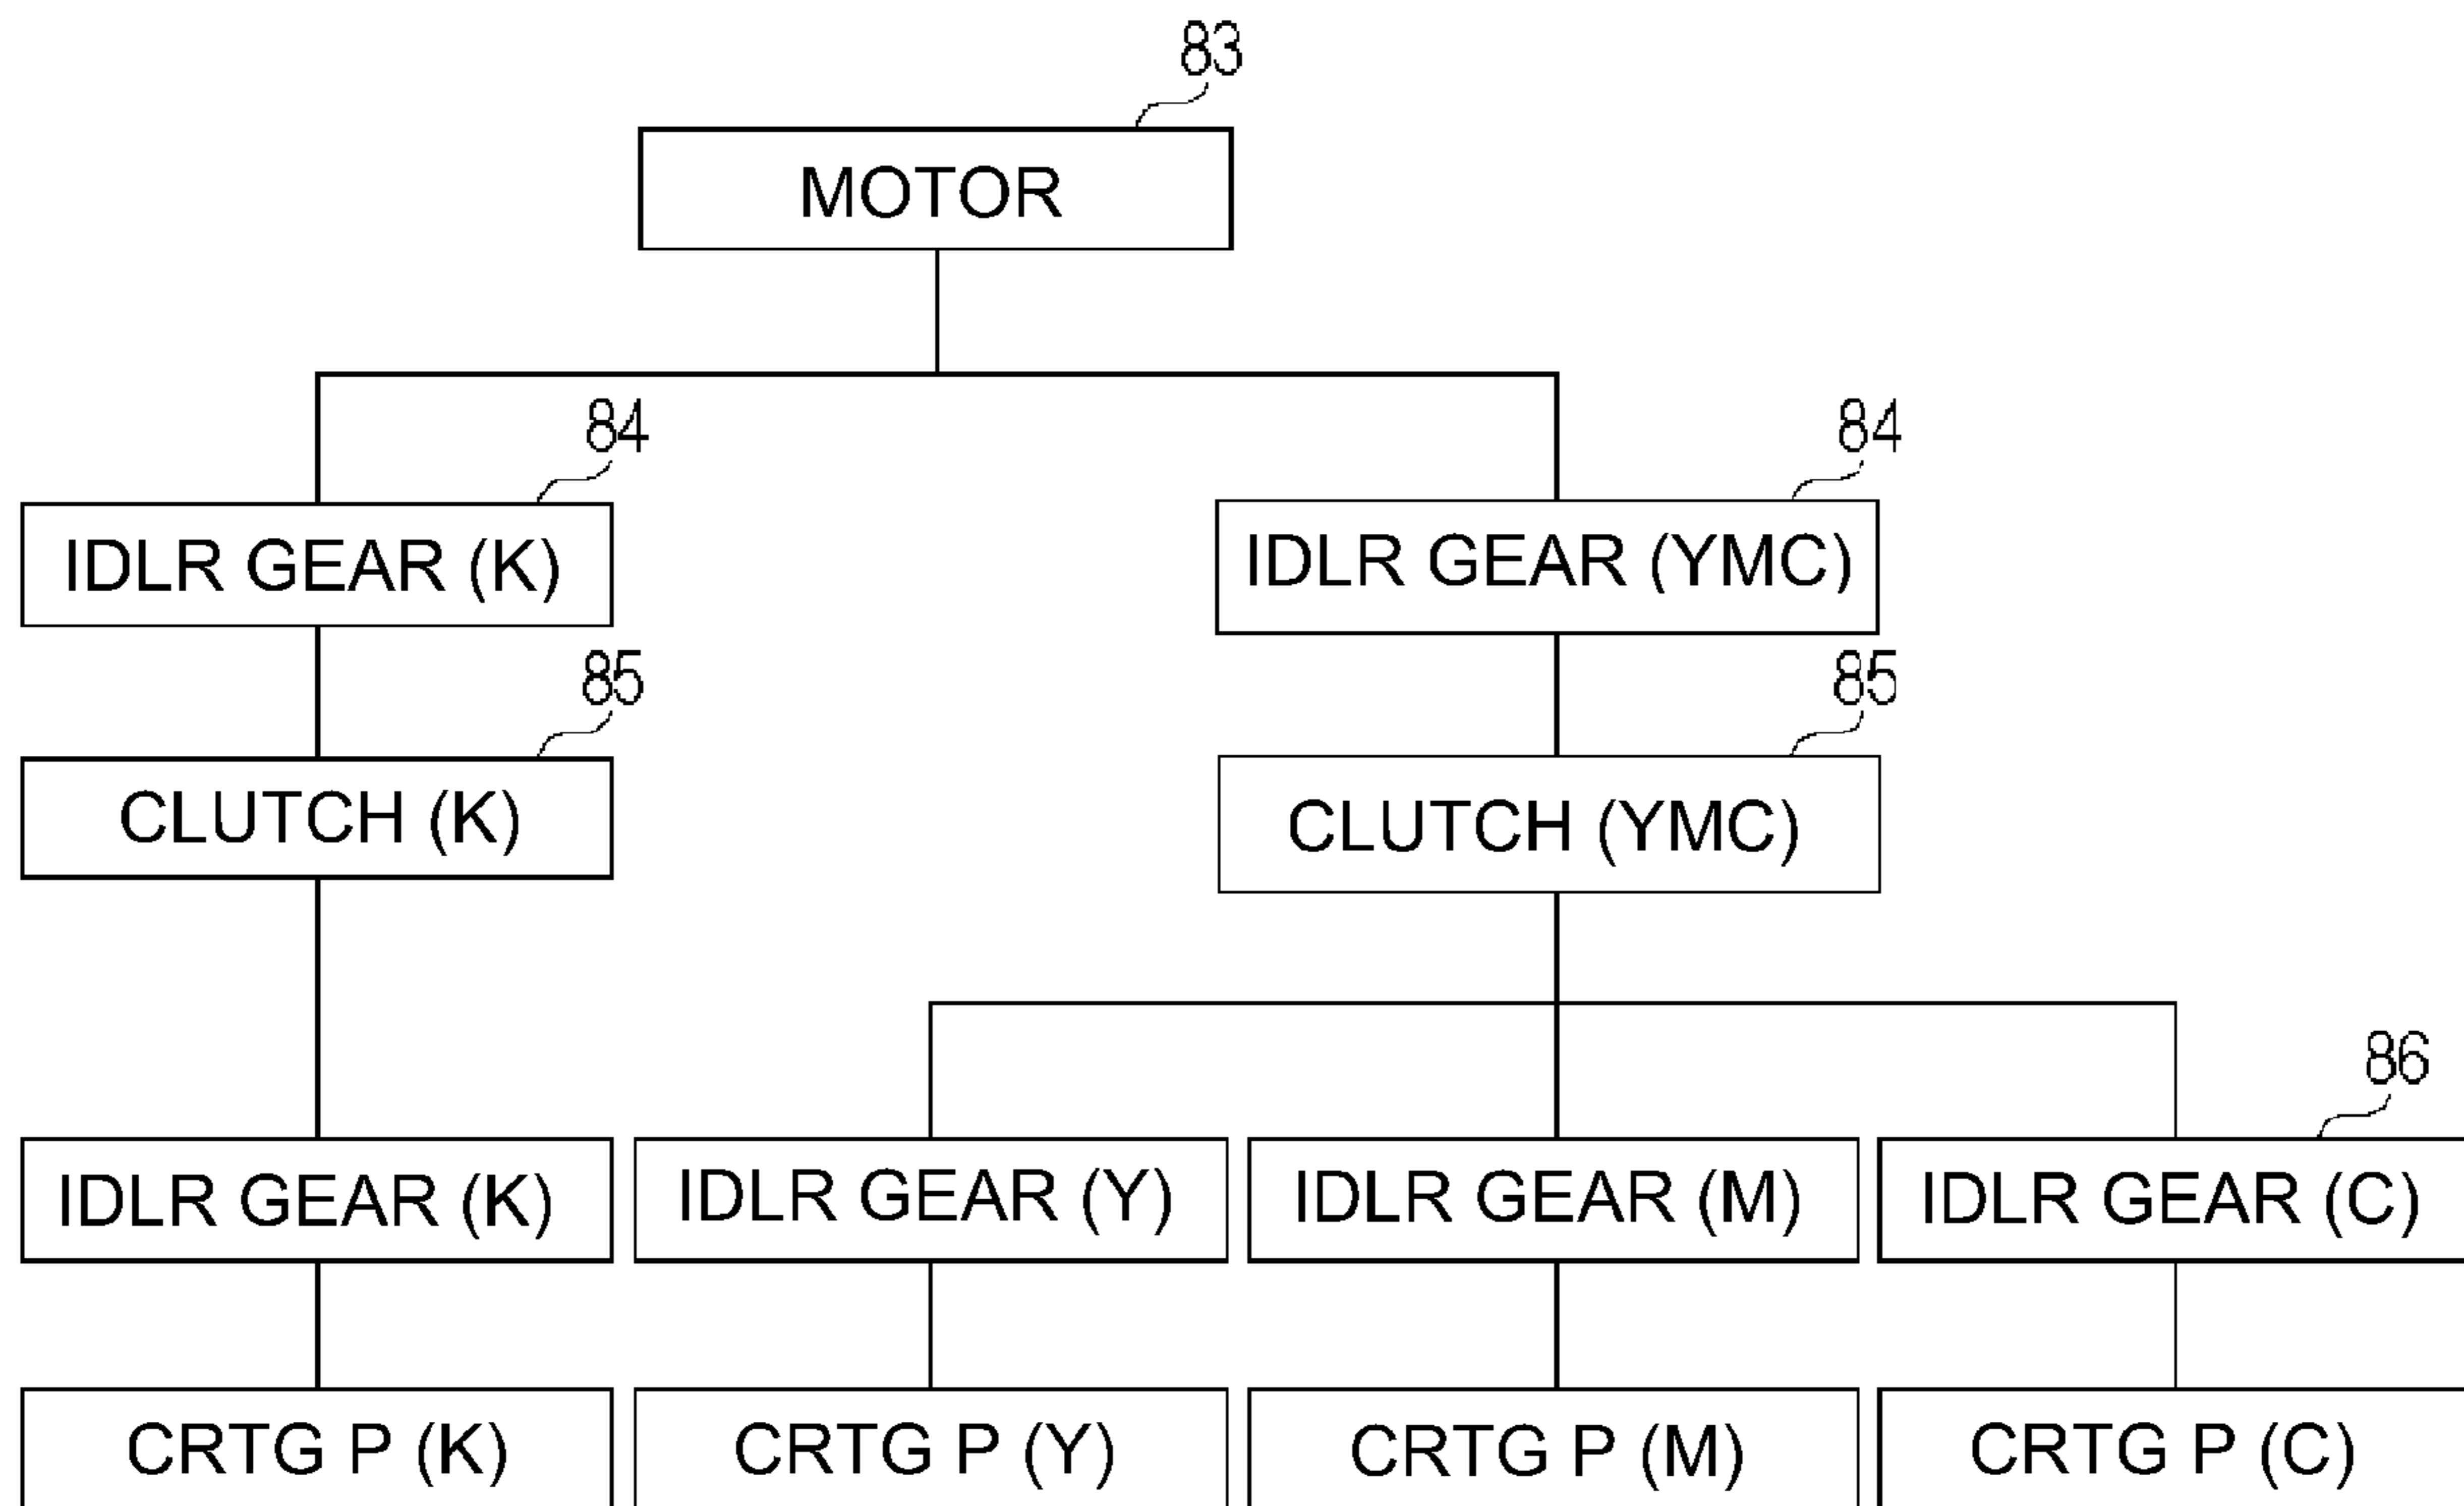 83
MOTOR
84
84
IDLR GEAR (K)
IDLR GEAR (YMC)
85
85
CLUTCH (K)
CLUTCH (YMC)
86
IDLR GEAR (K)
IDLR GEAR (Y)
IDLR GEAR (M)
IDLR GEAR (C)
CRTG P (K)
CRTG P (Y)
CRTG P (M)
CRTG P (C)